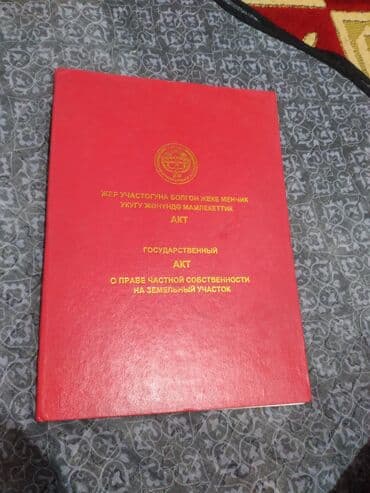 ЖЕР УЧАСТОГУНА БОЛГОН ЖЕКЕ МЕНЧИК
УКУГУ ЖӨНҮНДӨ МАМЛЕКЕТТИК
АКТ
ГОСУДАРСТВЕННЫЙ
АКТ
О ПРАВЕ ЧАСТНОЙ СОБСТВЕННОСТИ
НА ЗЕМЕЛЬНЫЙ УЧАСТОК